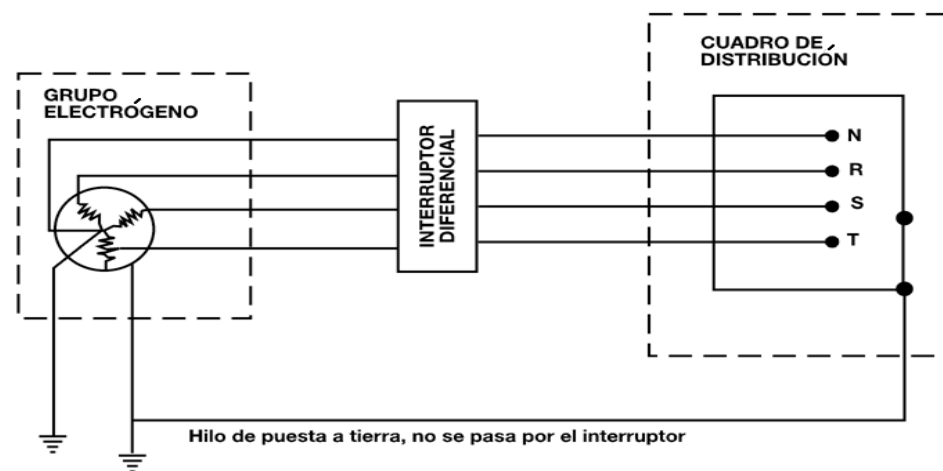 CUADRO DE
DISTRIBUCIÓN
GRUPO
ELECTRÓGENO
INTERRUPTOR
DIFERENCIAL
N
R
S
T
Hilo de puesta a tierra, no se pasa por el interruptor